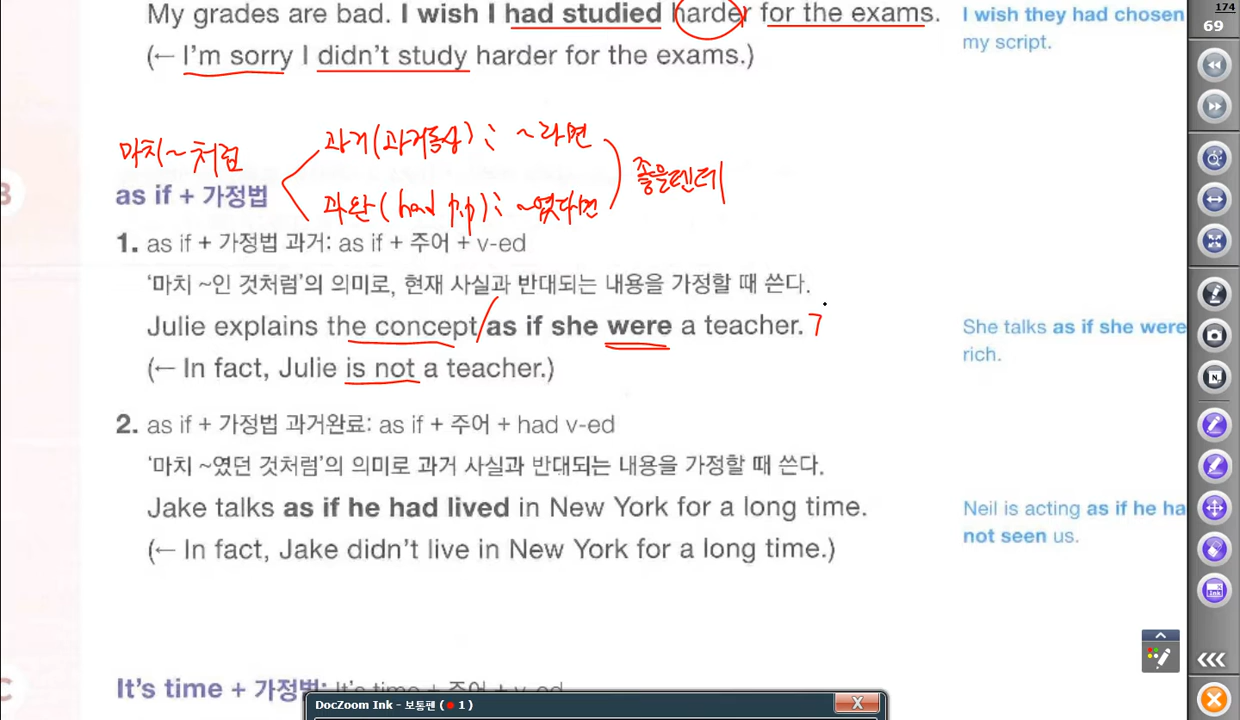 174
69
My grades are bad. I wish I had studied harder for the exams.
I wish they had chosen
my script.
(← I'm sorry I didn't study harder for the exams.)
마치~처럼
과거(과거동사): ~라면
과완(had p.p): ~였다면
좋을텐데
B
as if + 가정법
1. as if + 가정법 과거: as if + 주어 + v-ed
‘마치 ~인 것처럼’의 의미로, 현재 사실과 반대되는 내용을 가정할 때 쓴다.
Julie explains the concept/as if she were a teacher. 7
She talks as if she were
rich.
(← In fact, Julie is not a teacher.)
2. as if + 가정법 과거완료: as if + 주어 + had v-ed
‘마치 ~였던 것처럼’의 의미로 과거 사실과 반대되는 내용을 가정할 때 쓴다.
Jake talks as if he had lived in New York for a long time.
Neil is acting as if he ha
not seen us.
(← In fact, Jake didn't live in New York for a long time.)
C
It's time + 가정법: It's time + 주어 + v-ed
DocZoom Ink - 보통펜 ( 1 )